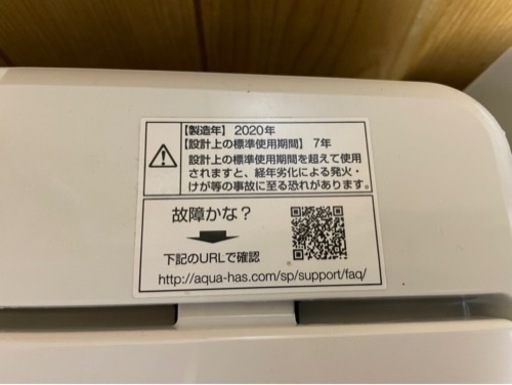 【製造年】 2020年
【設計上の標準使用期間】 7年
設計上の標準使用期間を超えて使用
されますと、経年劣化による発火・
けが等の事故に至る恐れがあります。
故障かな？
下記のURLで確認
http://aqua-has.com/sp/support/faq/